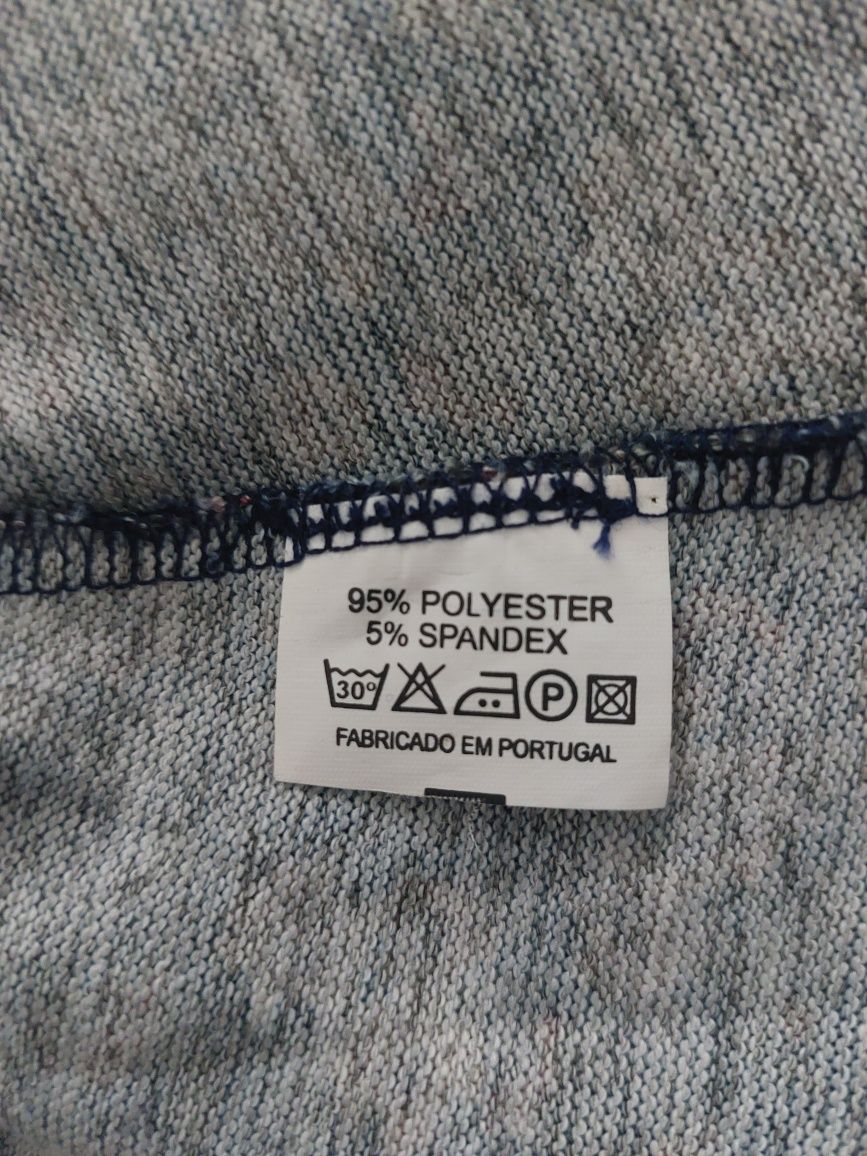 95% POLYESTER
5% SPANDEX
30° P
FABRICADO EM PORTUGAL